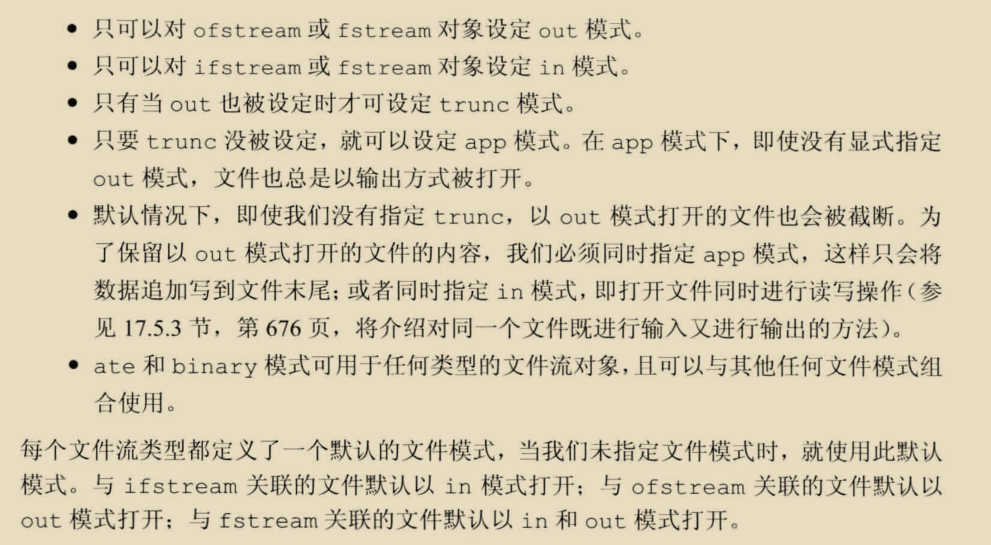 • 只可以对 ofstream 或 fstream 对象设定 out 模式。
• 只可以对 ifstream 或 fstream 对象设定 in 模式。
• 只有当 out 也被设定时才可设定 trunc 模式。
• 只要 trunc 没被设定，就可以设定 app 模式。在 app 模式下，即使没有显式指定
out 模式，文件也总是以输出方式被打开。
• 默认情况下，即使我们没有指定 trunc，以 out 模式打开的文件也会被截断。为
了保留以 out 模式打开的文件的内容，我们必须同时指定 app 模式，这样只会将
数据追加写到文件末尾；或者同时指定 in 模式，即打开文件同时进行读写操作（参
见 17.5.3 节，第 676 页，将介绍对同一个文件既进行输入又进行输出的方法）。
• ate 和 binary 模式可用于任何类型的文件流对象，且可以与其他任何文件模式组
合使用。
每个文件流类型都定义了一个默认的文件模式，当我们未指定文件模式时，就使用此默认
模式。与 ifstream 关联的文件默认以 in 模式打开；与 ofstream 关联的文件默认以
out 模式打开；与 fstream 关联的文件默认以 in 和 out 模式打开。